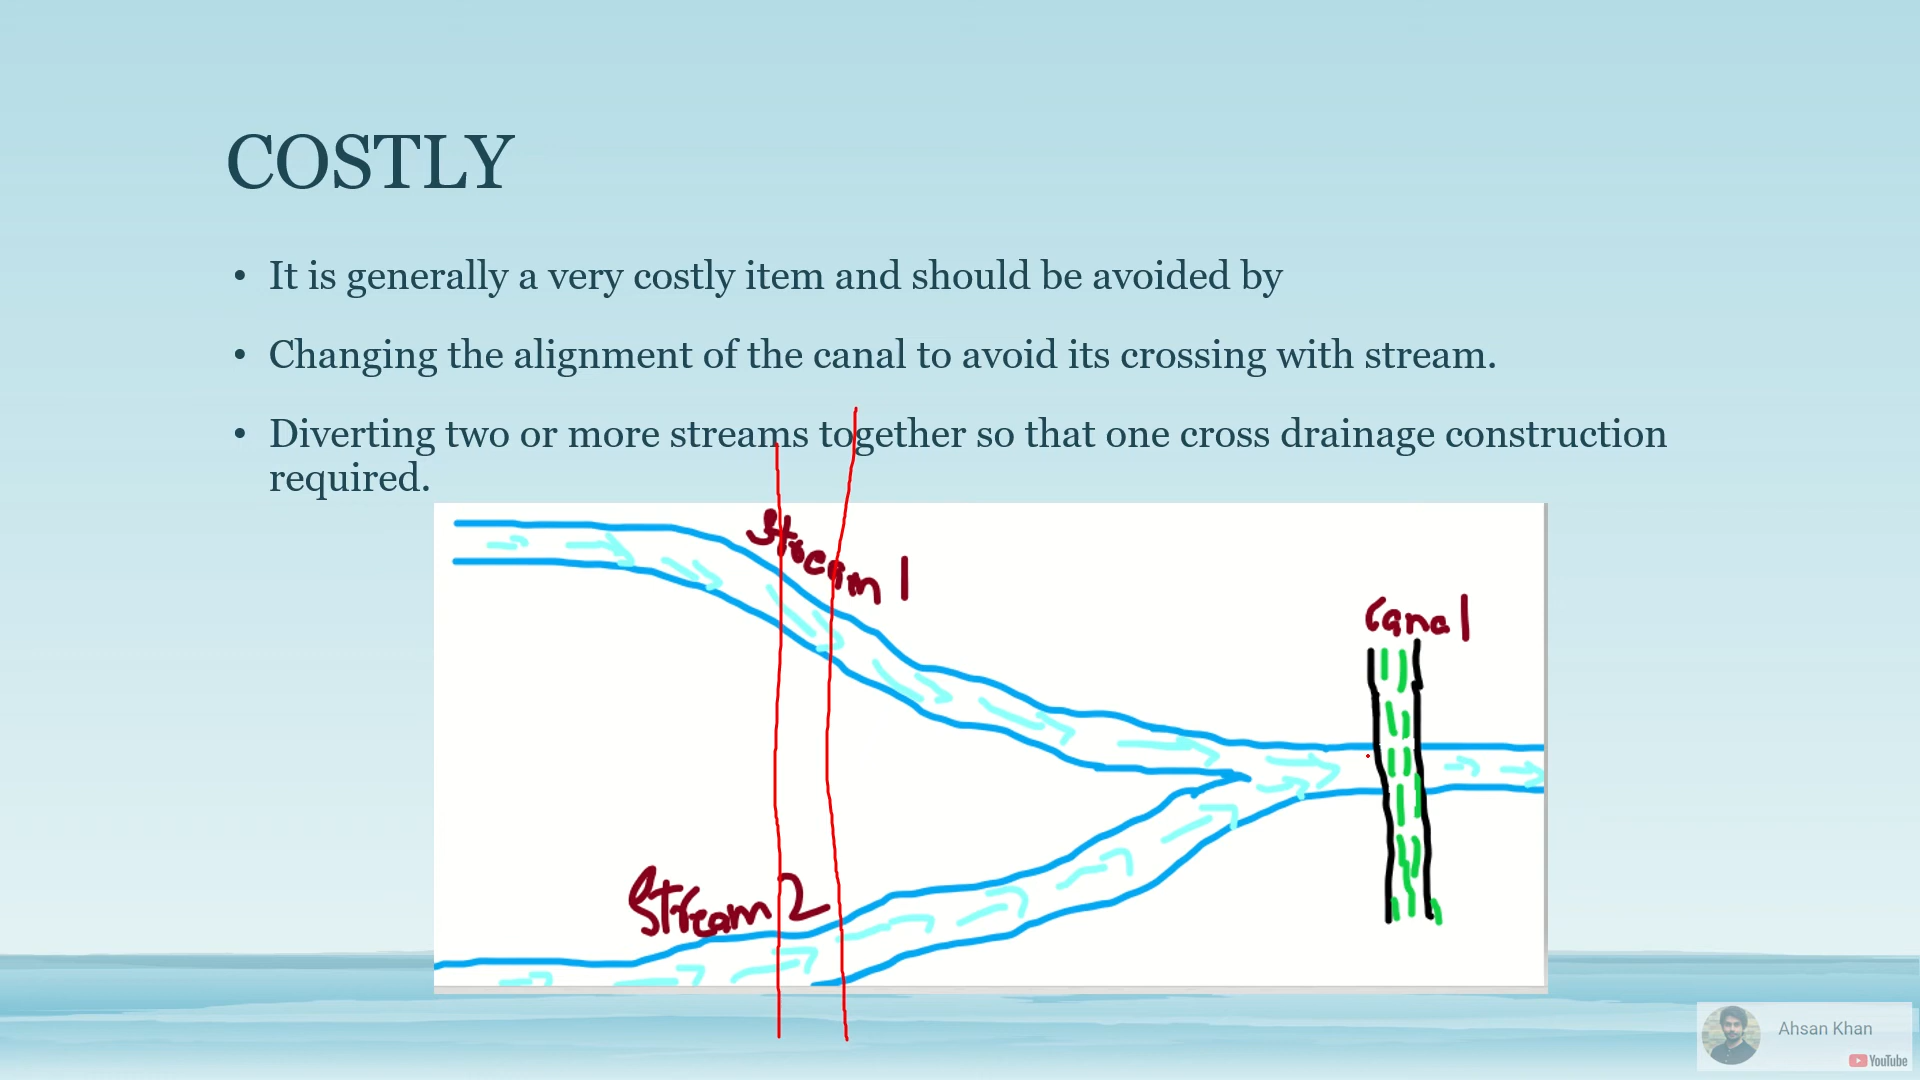 COSTLY
• It is generally a very costly item and should be avoided by
• Changing the alignment of the canal to avoid its crossing with stream.
• Diverting two or more streams together so that one cross drainage construction
required.
Stream 1
Canal
Stream 2
Ahsan Khan
YouTube